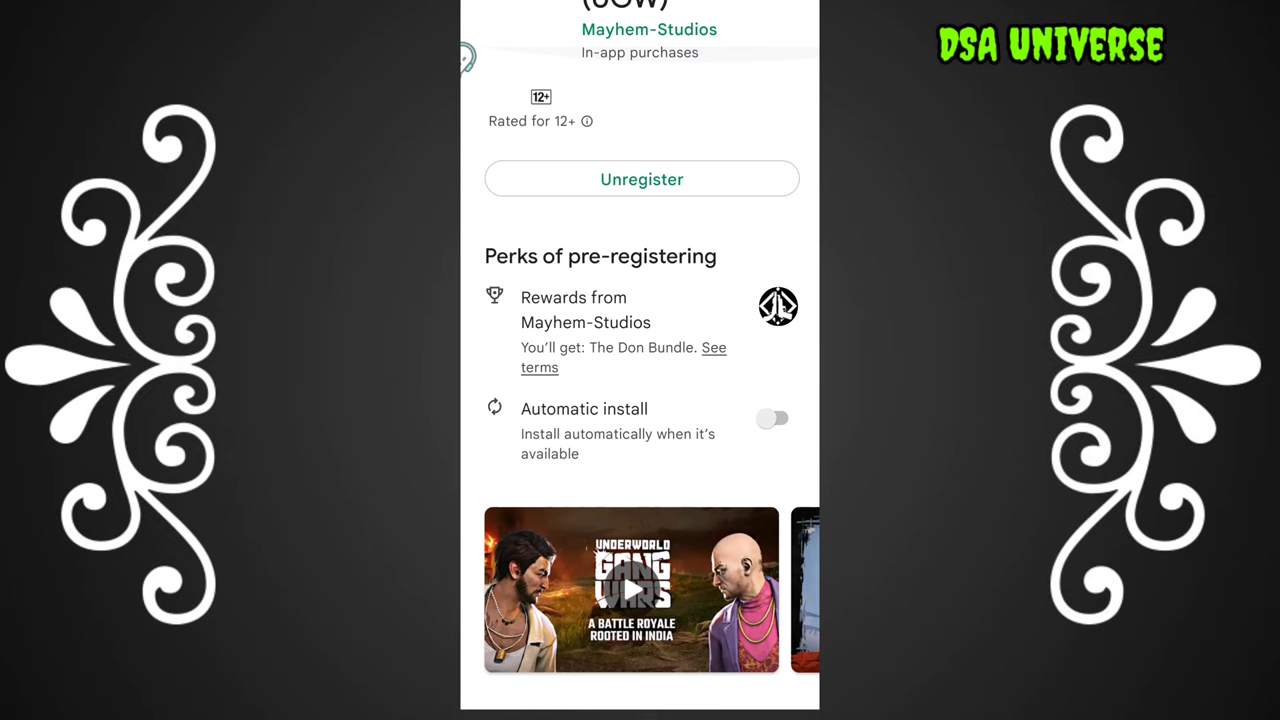 (UGW)
DSA UNIVERSE
Mayhem-Studios
In-app purchases
12+
Rated for 12+
Unregister
Perks of pre-registering
Rewards from
Mayhem-Studios
You'll get: The Don Bundle. See
terms
Automatic install
Install automatically when it's
available
UNDERWORLD
GANG
WARS
A BATTLE ROYALE
ROOTED IN INDIA